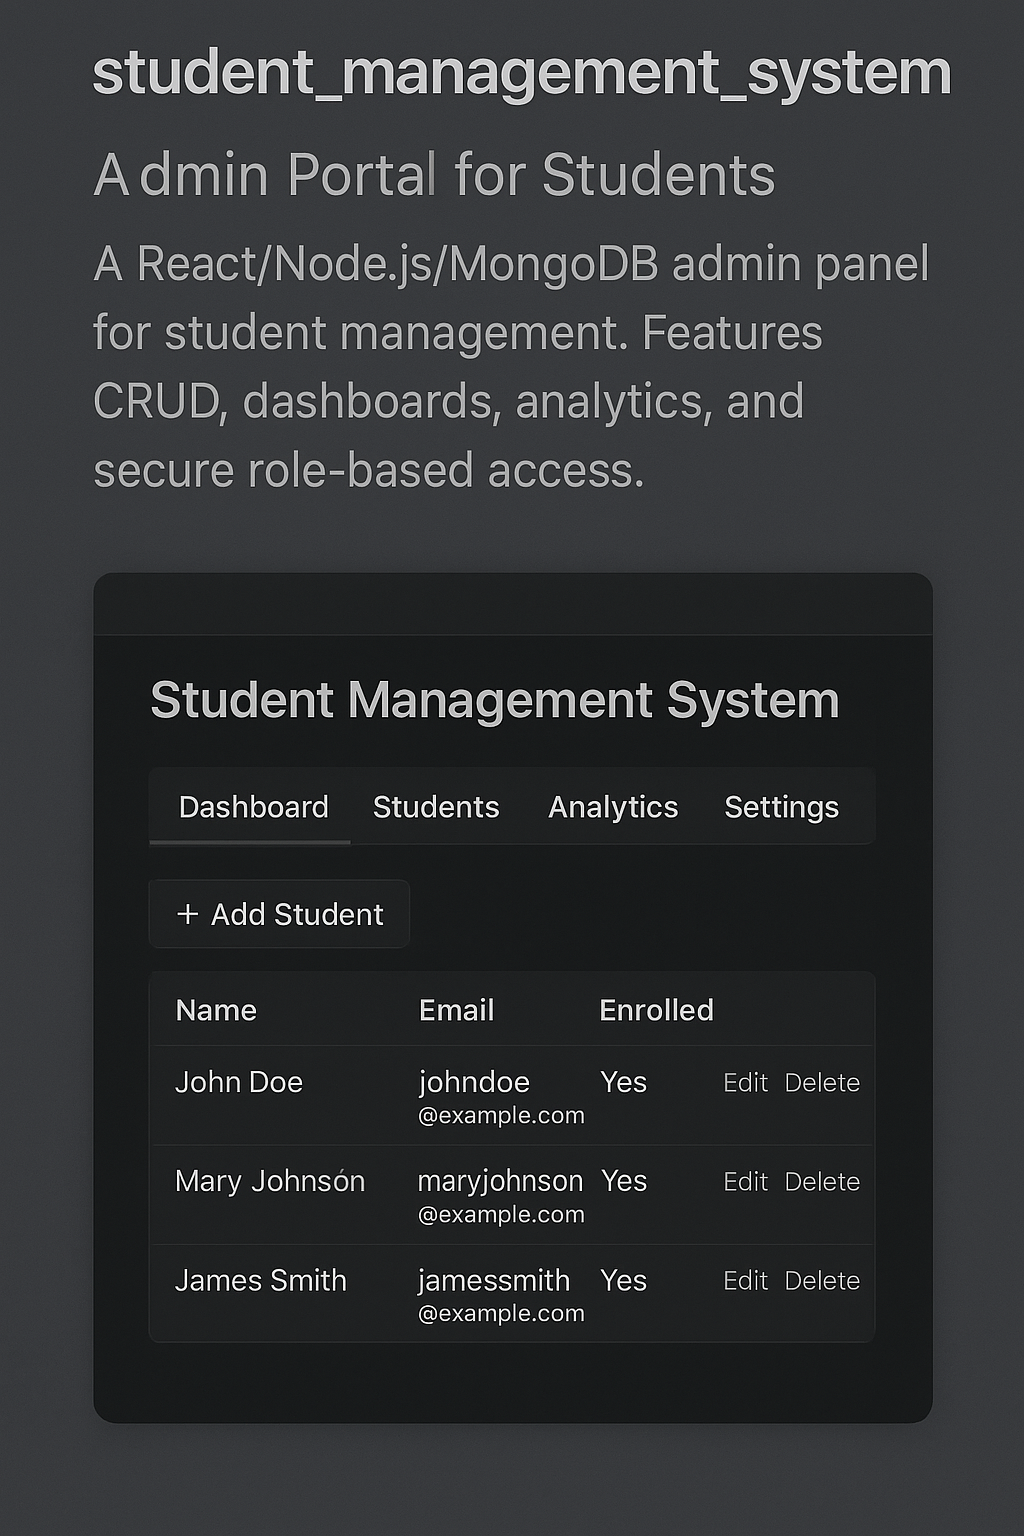 student_management_system
Admin Portal for Students
A React/Node.js/MongoDB admin panel
for student management. Features
CRUD, dashboards, analytics, and
secure role-based access.
Student Management System
Dashboard Students Analytics Settings
+ Add Student
Name Email Enrolled
John Doe johndoe Yes Edit Delete
@example.com
Mary Johnsón maryjohnson Yes Edit Delete
@example.com
James Smith jamessmith Yes Edit Delete
@example.com